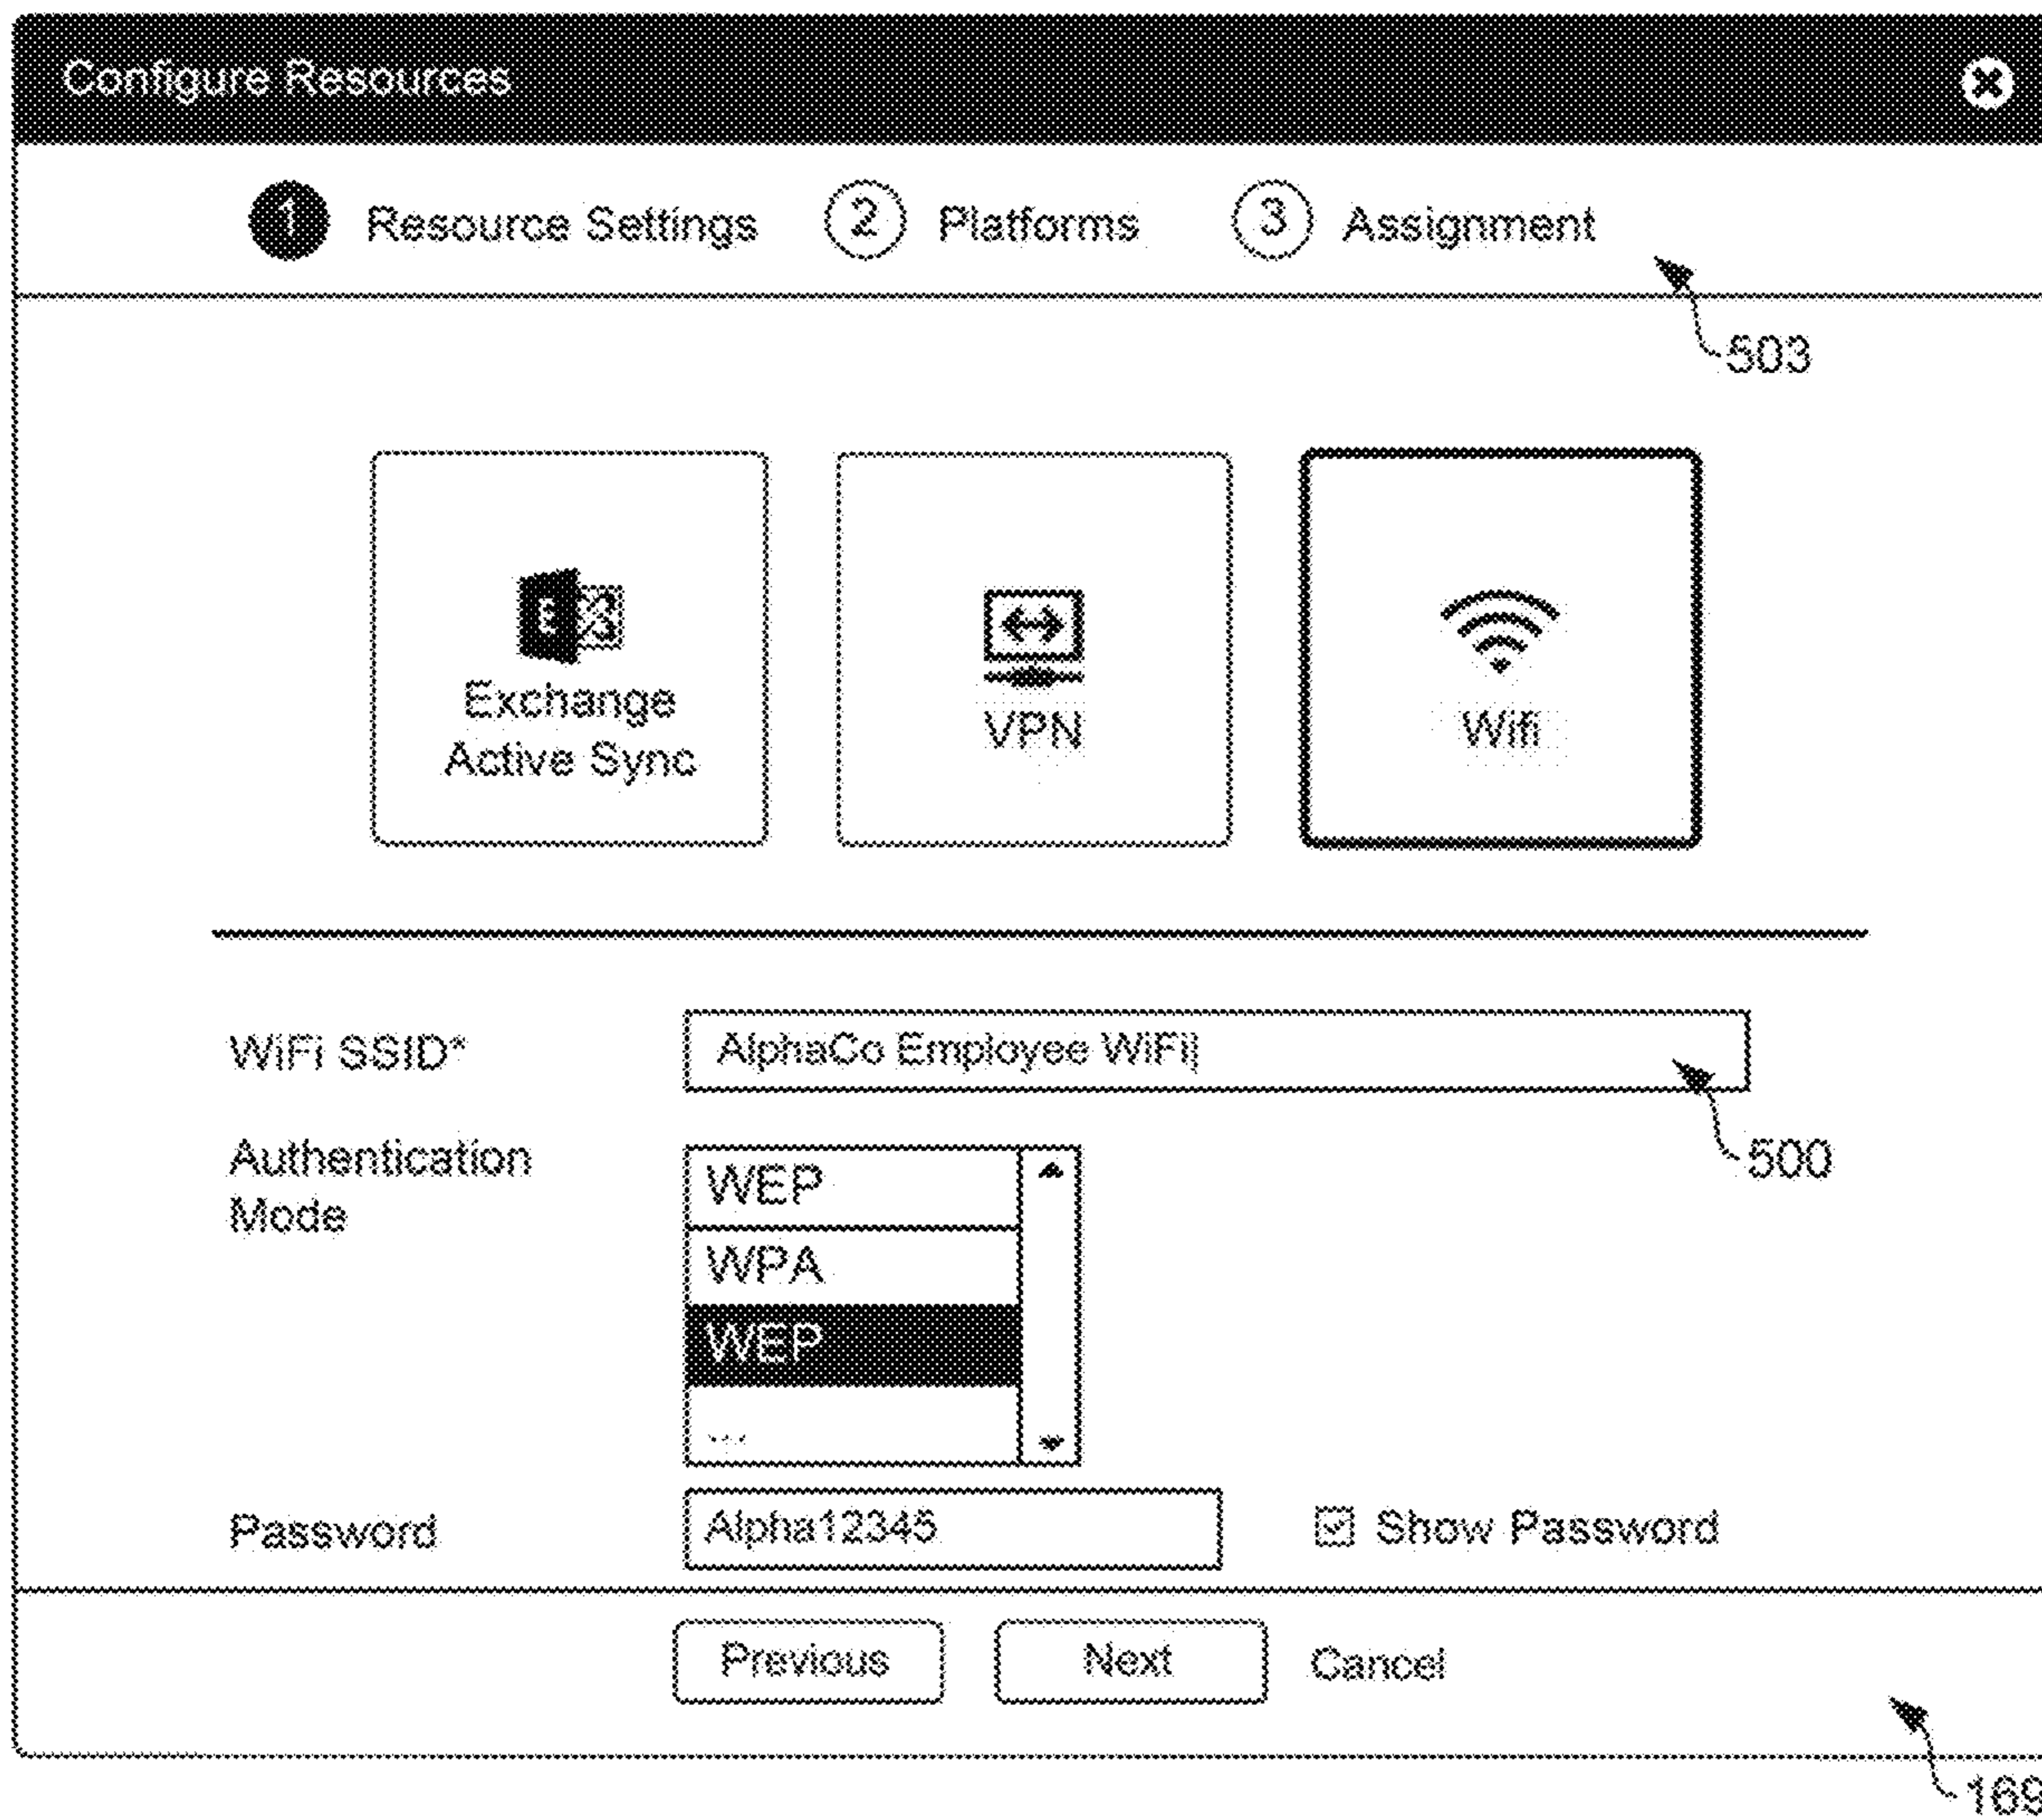 Configure Resources
1 Resource Settings 2 Platforms 3 Assignment
503
Exchange
Active Sync
VPN
Wifi
WiFi SSID* AlphaCo Employee WiFi
500
Authentication
Mode
WEP
WPA
WEP
...
Password Alpha12345 Show Password
Previous Next Cancel
169